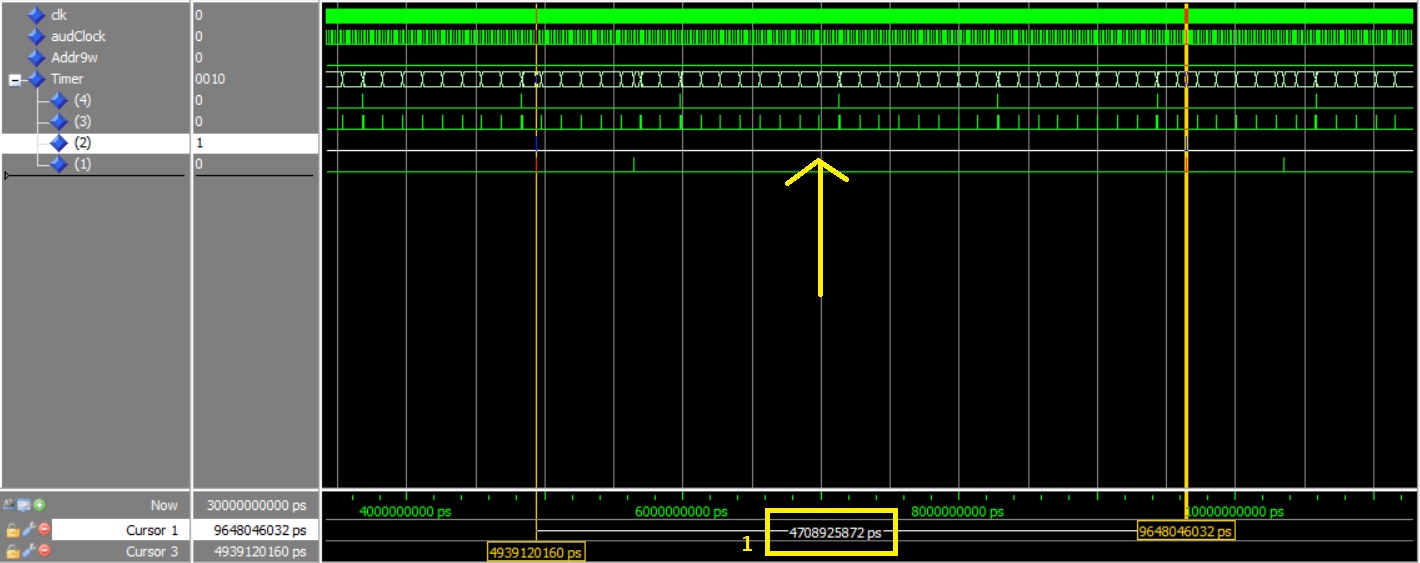 clk 0
audClock 0
Addr9w 0
Timer 0010
(4) 0
(3) 0
(2) 1
(1) 0
Now 30000000000 ps 4000000000 ps 6000000000 ps 8000000000 ps 10000000000 ps
Cursor 1 9648046032 ps 1 4708925872 ps 9648046032 ps
Cursor 3 4939120160 ps 4939120160 ps